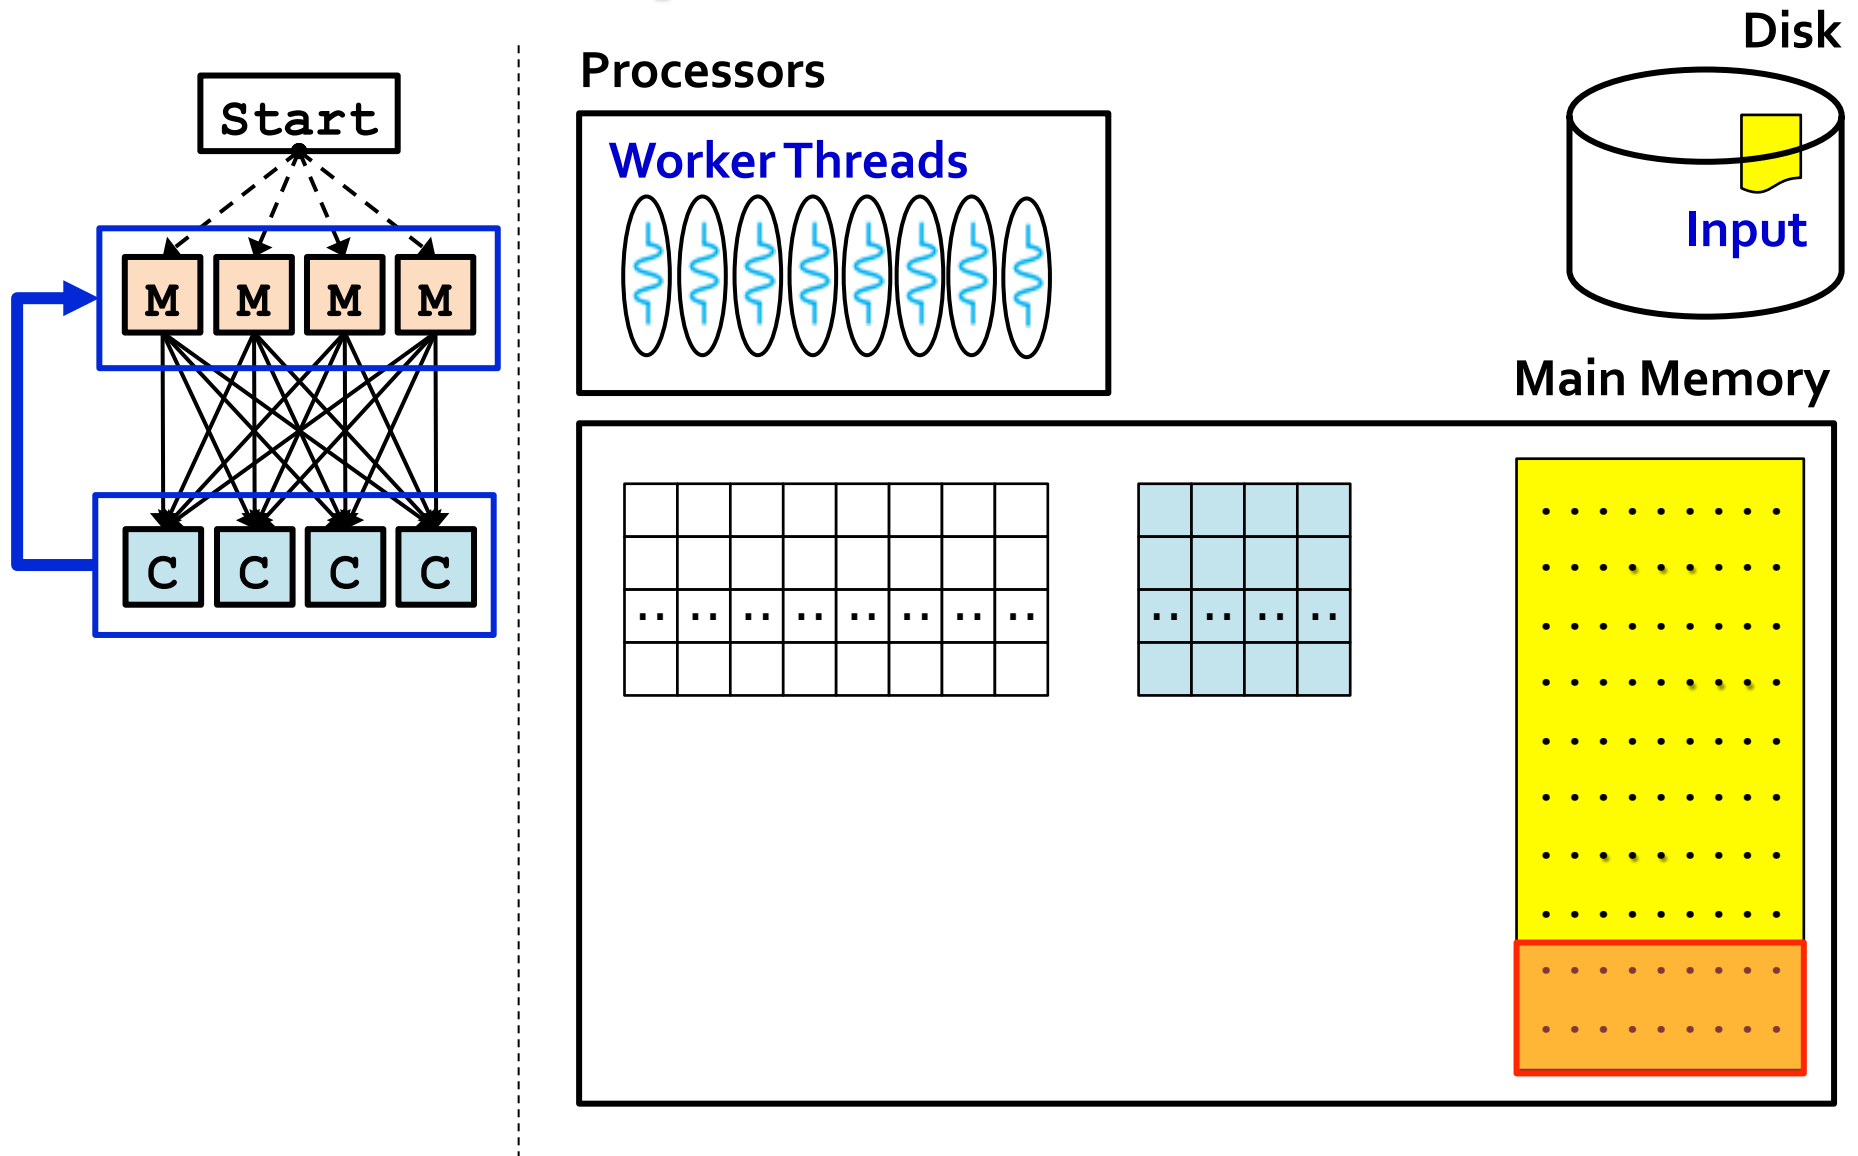 Start
M M M M
C C C C
Processors
Worker Threads
Disk
Input
Main Memory
.. .. .. .. .. .. .. ..
.. .. .. ..